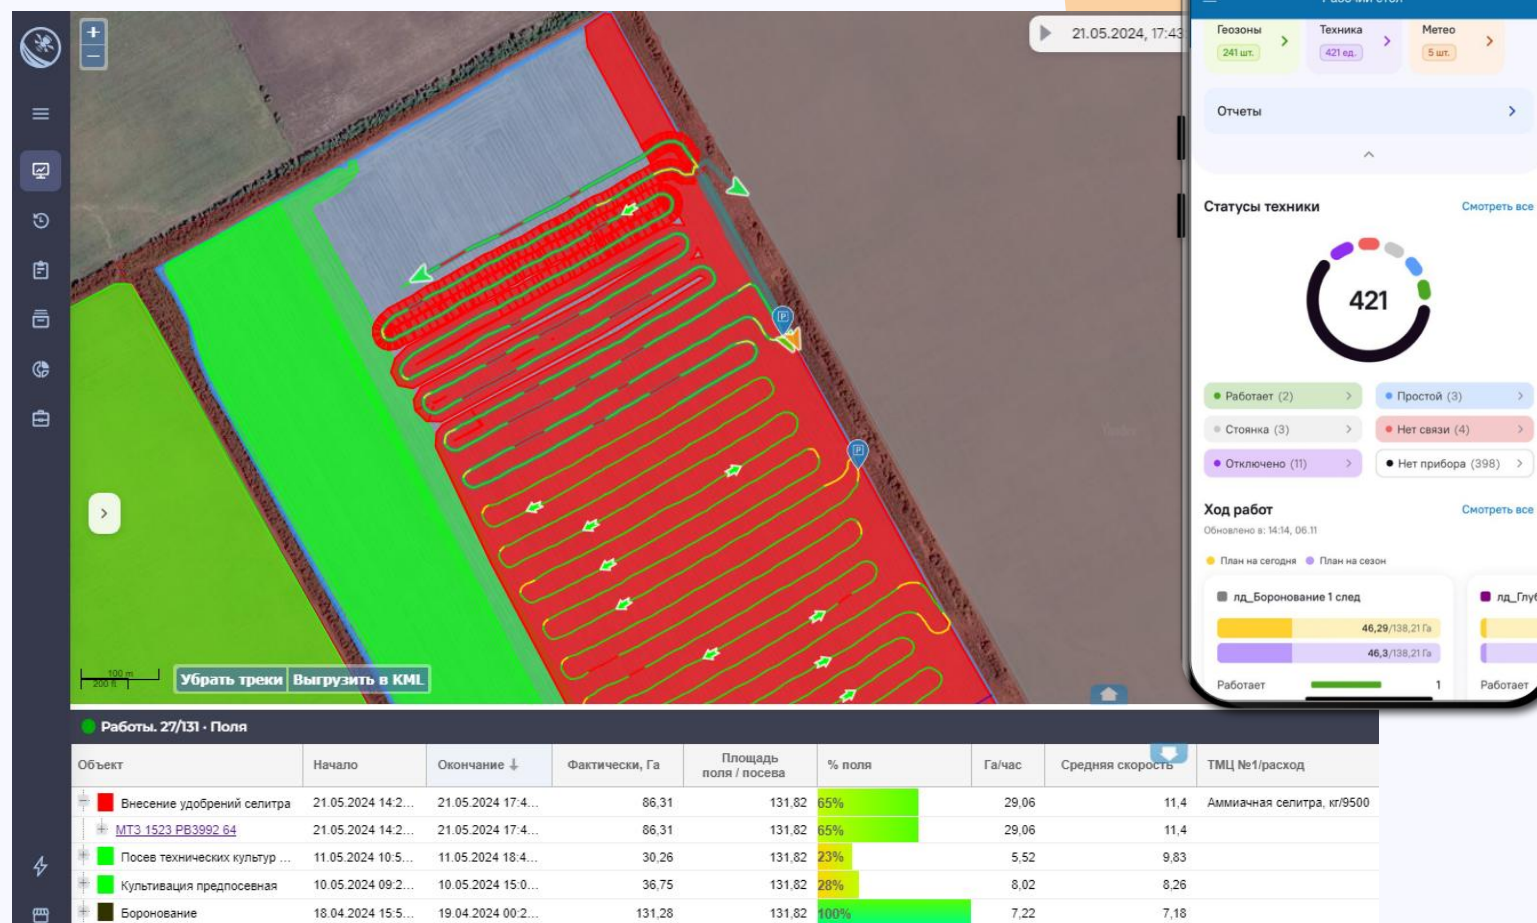 +
−
21.05.2024, 17:43
100 m
200 ft
Убрать треки
Выгрузить в KML
Yandex
P
P
Геозоны
241 шт.
Техника
421 ед.
Метео
5 шт.
Отчеты
Статусы техники
Смотреть все
421
Работает (2)
Простой (3)
Стоянка (3)
Нет связи (4)
Отключено (11)
Нет прибора (398)
Ход работ
Смотреть все
Обновлено в: 14:14, 06.11
План на сегодня
План на сезон
лд_Боронование 1 след
лд_Глуб
46,29/138,21 Га
46,3/138,21 Га
Работает 1
Работает
Работы. 27/131 · Поля
Объект Начало Окончание ↓ Фактически, Га Площадь поля / посева % поля Га/час Средняя скорость ТМЦ №1/расход
Внесение удобрений селитра 21.05.2024 14:2... 21.05.2024 17:4... 86,31 131,82 65% 29,06 11,4 Аммиачная селитра, кг/9500
МТЗ 1523 РВ3992 64 21.05.2024 14:2... 21.05.2024 17:4... 86,31 131,82 65% 29,06 11,4
Посев технических культур ... 11.05.2024 10:5... 11.05.2024 18:4... 30,26 131,82 23% 5,52 9,83
Культивация предпосевная 10.05.2024 09:2... 10.05.2024 15:0... 36,75 131,82 28% 8,02 8,26
Боронование 18.04.2024 15:5... 19.04.2024 00:2... 131,28 131,82 100% 7,22 7,18